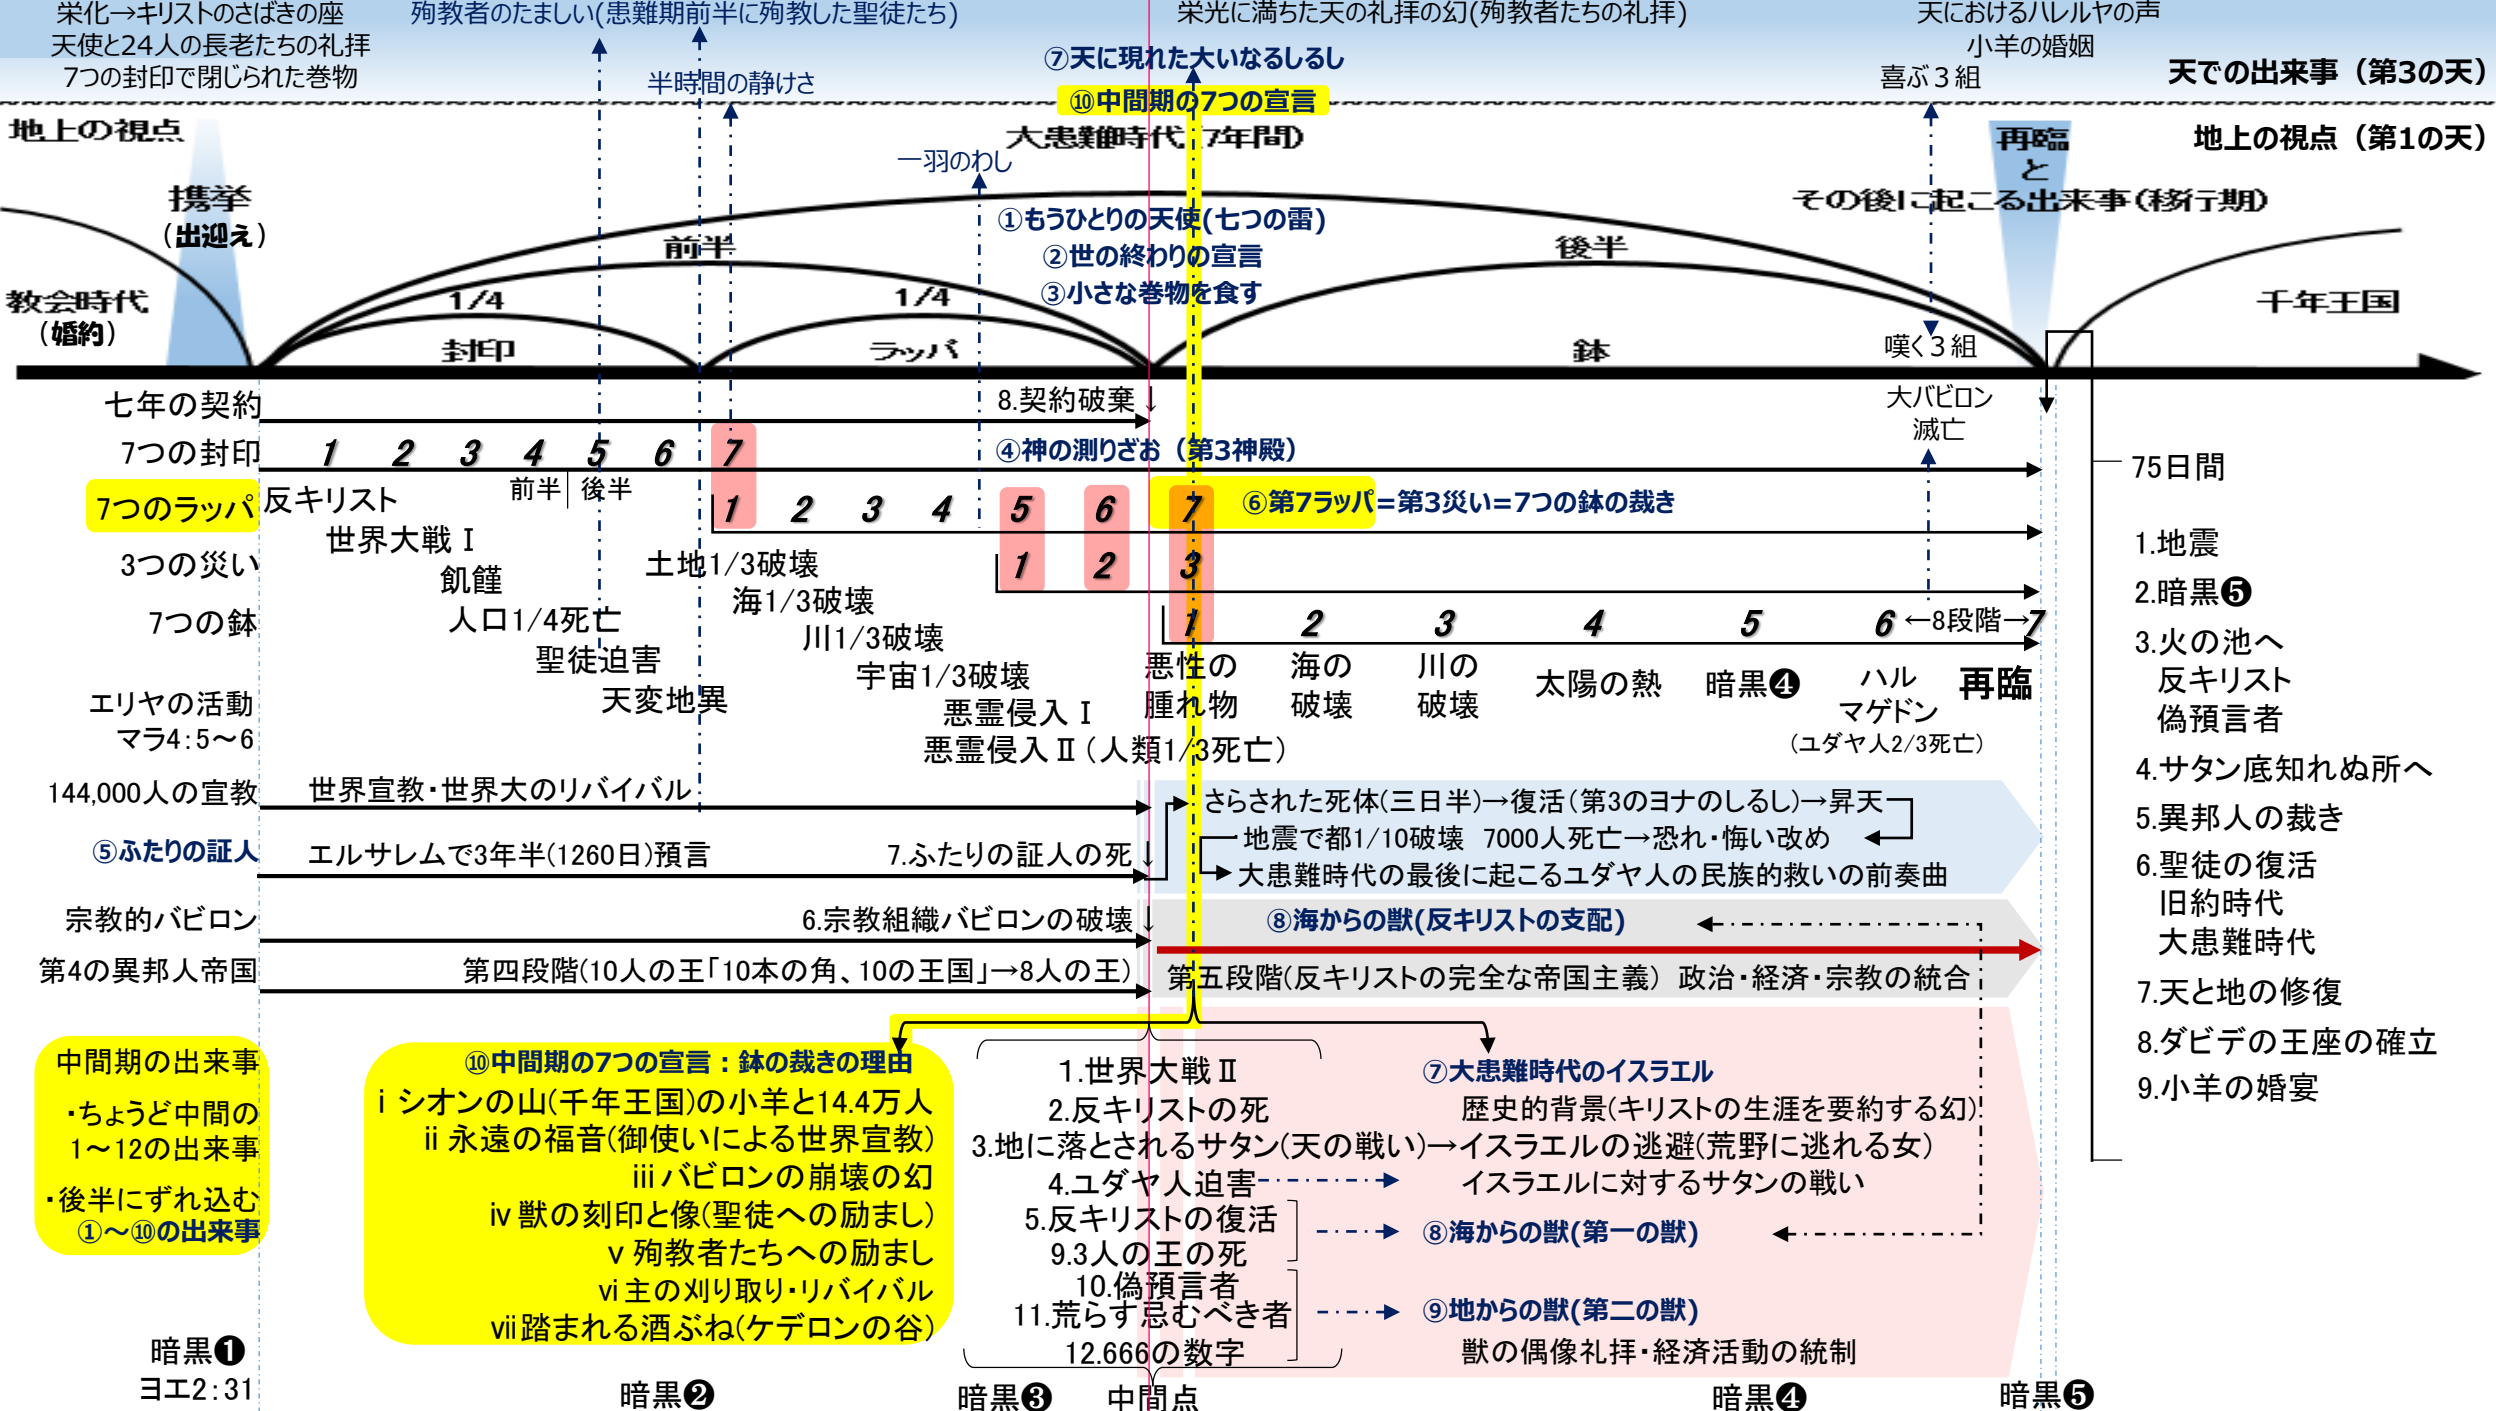 栄化→キリストのさばきの座
天使と24人の長老たちの礼拝
7つの封印で閉じられた巻物
殉教者のたましい(患難期前半に殉教した聖徒たち)
半時間の静けさ
栄光に満ちた天の礼拝の幻(殉教者たちの礼拝)
⑦天に現れた大いなるしるし
⑩中間期の7つの宣言
天におけるハレルヤの声
小羊の婚姻
喜ぶ3組
天での出来事（第3の天）
地上の視点
大患難時代(7年間)
地上の視点（第1の天）
携挙
(出迎え)
一羽のわし
再臨
と
その後に起こる出来事(移行期)
①もうひとりの天使(七つの雷)
②世の終わりの宣言
③小さな巻物を食す
前半
後半
教会時代
(婚約)
1/4
1/4
千年王国
封印
ラッパ
鉢
嘆く3組
七年の契約
8.契約破棄↓
大バビロン
滅亡
7つの封印
1 2 3 4 5 6 7
④神の測りざお（第3神殿）
75日間
前半 後半
7つのラッパ
反キリスト
1 2 3 4 5 6 7
⑥第7ラッパ=第3災い=7つの鉢の裁き
世界大戦Ⅰ
3つの災い
飢饉
土地1/3破壊
1 2 3
海1/3破壊
7つの鉢
人口1/4死亡
川1/3破壊
1 2 3 4 5 6 ←8段階→7
聖徒迫害
宇宙1/3破壊
悪性の
腫れ物
海の
破壊
川の
破壊
太陽の熱
暗黒❹
ハル
マゲドン
(ユダヤ人2/3死亡)
再臨
天変地異
エリヤの活動
マラ4:5～6
悪霊侵入Ⅰ
悪霊侵入Ⅱ(人類1/3死亡)
144,000人の宣教
世界宣教・世界大のリバイバル
さらされた死体(三日半)→復活(第3のヨナのしるし)→昇天
地震で都1/10破壊 7000人死亡→恐れ・悔い改め
大患難時代の最後に起こるユダヤ人の民族的救いの前奏曲
⑤ふたりの証人
エルサレムで3年半(1260日)預言
7.ふたりの証人の死↓
宗教的バビロン
6.宗教組織バビロンの破壊↓
⑧海からの獣(反キリストの支配)
第4の異邦人帝国
第四段階(10人の王「10本の角、10の王国」→8人の王)
第五段階(反キリストの完全な帝国主義) 政治・経済・宗教の統合
1.地震
2.暗黒❺
3.火の池へ
反キリスト
偽預言者
4.サタン底知れぬ所へ
5.異邦人の裁き
6.聖徒の復活
旧約時代
大患難時代
7.天と地の修復
8.ダビデの王座の確立
9.小羊の婚宴
中間期の出来事
・ちょうど中間の
1～12の出来事
・後半にずれ込む
①～⑩の出来事
⑩中間期の7つの宣言：鉢の裁きの理由
ⅰ シオンの山(千年王国)の小羊と14.4万人
ⅱ 永遠の福音(御使いによる世界宣教)
ⅲ バビロンの崩壊の幻
ⅳ 獣の刻印と像(聖徒への励まし)
ⅴ 殉教者たちへの励まし
ⅵ 主の刈り取り・リバイバル
ⅶ 踏まれる酒ぶね(ケデロンの谷)
1.世界大戦Ⅱ
2.反キリストの死
3.地に落とされるサタン(天の戦い)→イスラエルの逃避(荒野に逃れる女)
4.ユダヤ人迫害
5.反キリストの復活
9.3人の王の死
10.偽預言者
11.荒らす忌むべき者
12.666の数字
⑦大患難時代のイスラエル
歴史的背景(キリストの生涯を要約する幻)
イスラエルに対するサタンの戦い
⑧海からの獣(第一の獣)
⑨地からの獣(第二の獣)
獣の偶像礼拝・経済活動の統制
暗黒❶
ヨエ2:31
暗黒❷
暗黒❸
中間点
暗黒❹
暗黒❺